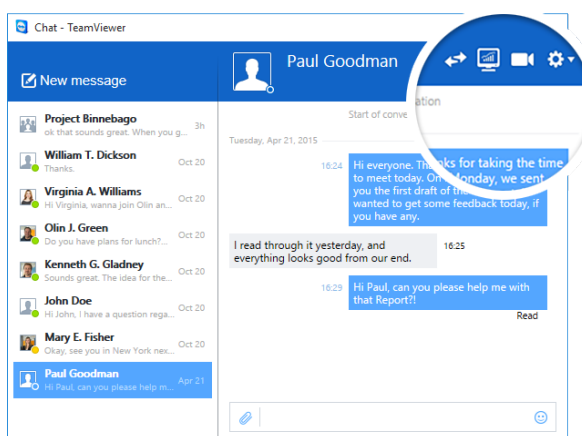 Chat - TeamViewer
New message
Paul Goodman
Project Binnebago
ok that sounds great. When you g...
3h
William T. Dickson
Thanks.
Oct 20
Virginia A. Williams
Hi Virginia, wanna join Olin an...
Oct 20
Olin J. Green
Do you have plans for lunch?...
Oct 20
Kenneth G. Gladney
Sounds great. The idea for the...
Oct 20
John Doe
Hi John, I have a question rega...
Oct 20
Mary E. Fisher
Okay, see you in New York nex...
Oct 20
Paul Goodman
Hi Paul, can you please help m...
Apr 21
ation
Start of conve
Tuesday, Apr 21, 2015
16:24
Hi everyone. Thanks for taking the time
to meet today. On Monday, we sent
you the first draft of the
wanted to get some feedback today, if
you have any.
I read through it yesterday, and
everything looks good from our end.
16:25
16:29
Hi Paul, can you please help me with
that Report?!
Read